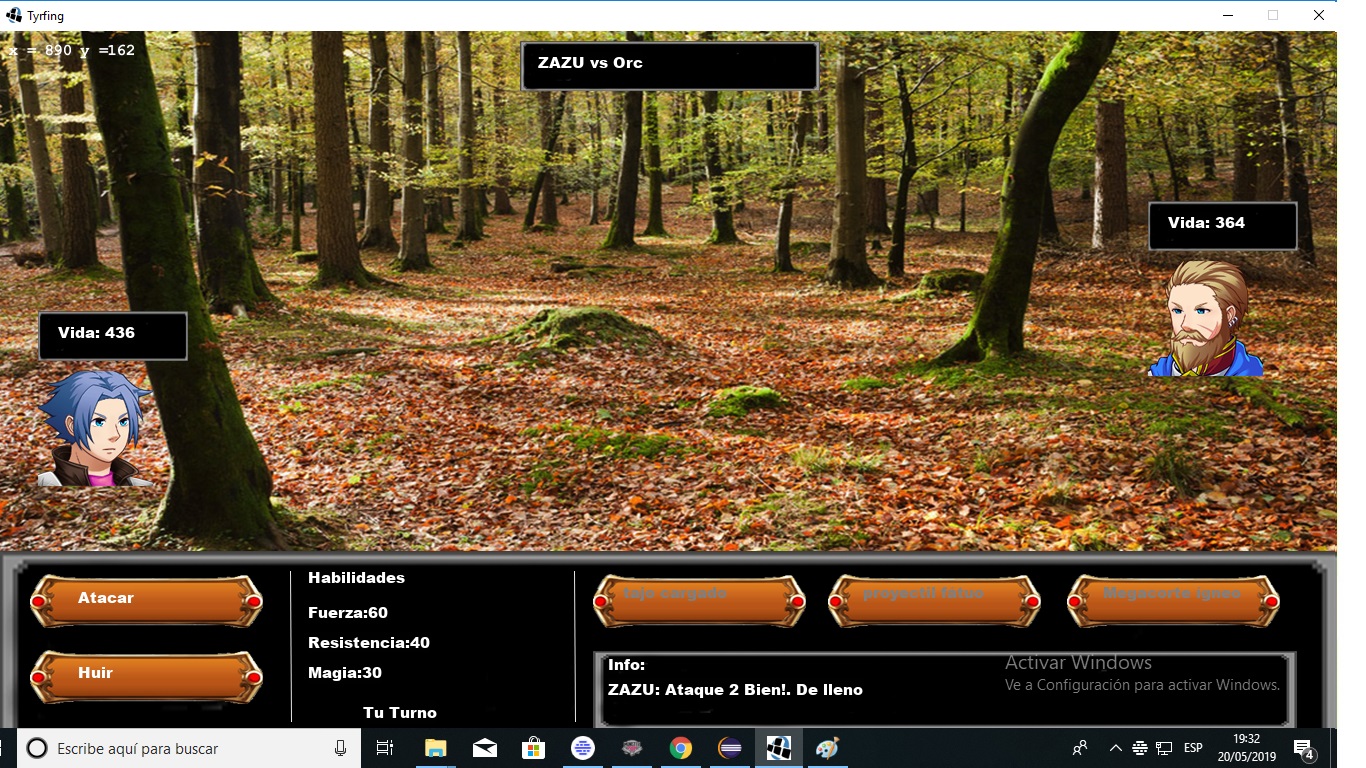 Tyrfing
x = 890 y =162
ZAZU vs Orc
Vida: 364
Vida: 436
Atacar
Huir
Habilidades
Fuerza:60
Resistencia:40
Magia:30
Tu Turno
tajo cargado
proyectil fatuo
Megacorte igneo
Info:
ZAZU: Ataque 2 Bien!. De lleno
Activar Windows
Ve a Configuración para activar Windows.
Escribe aquí para buscar
ESP
19:32
20/05/2019
4